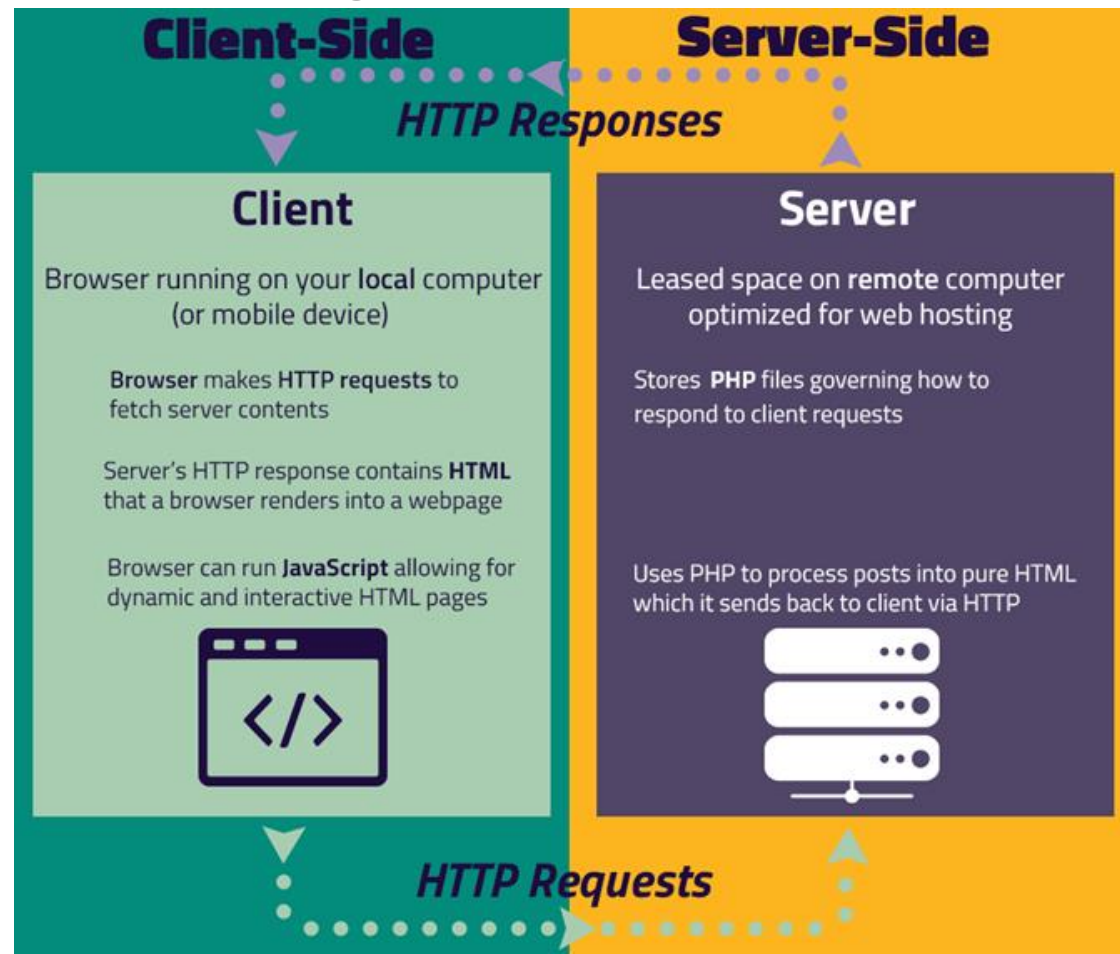 Client-Side
Server-Side
HTTP Responses
Client
Browser running on your local computer
(or mobile device)
Browser makes HTTP requests to
fetch server contents
Server's HTTP response contains HTML
that a browser renders into a webpage
Browser can run JavaScript allowing for
dynamic and interactive HTML pages
</>
Server
Leased space on remote computer
optimized for web hosting
Stores PHP files governing how to
respond to client requests
Uses PHP to process posts into pure HTML
which it sends back to client via HTTP
HTTP Requests